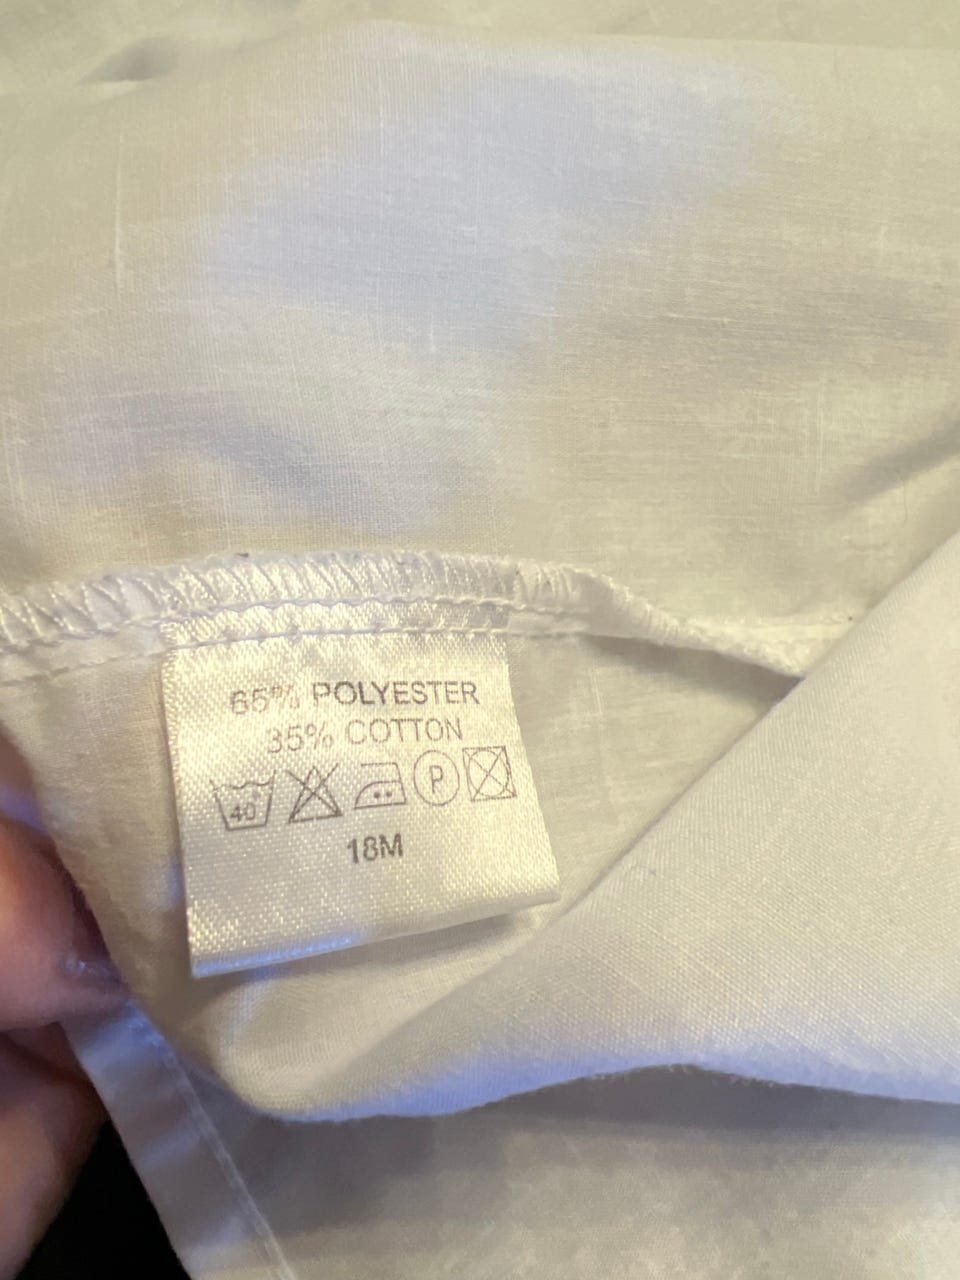 65% POLYESTER
35% COTTON
40° P
18M